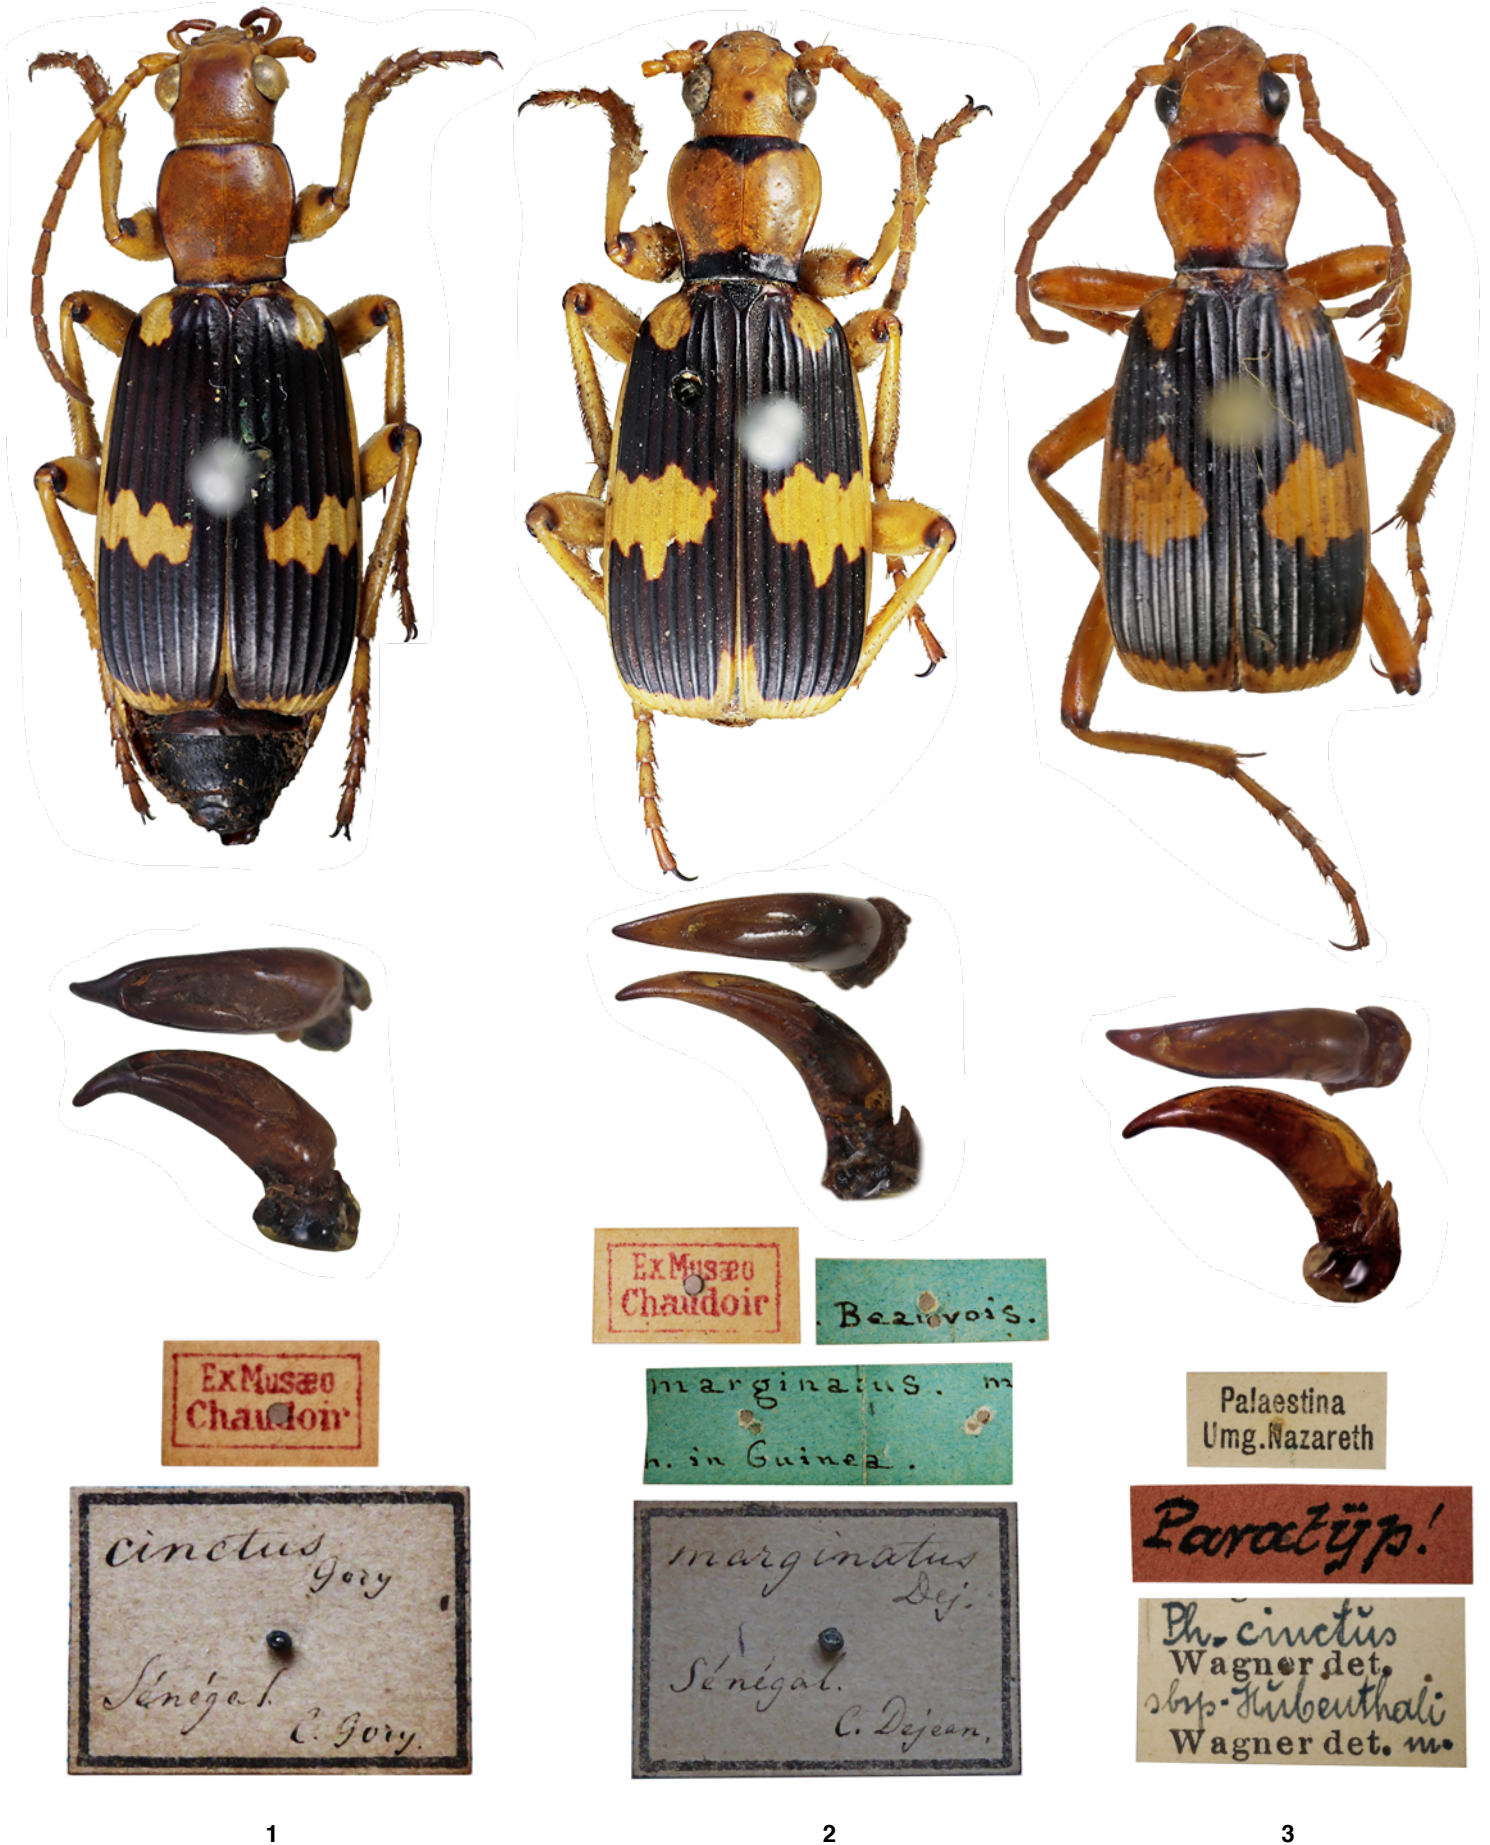 Ex Musæo
Chaudoir
cinctus
Gory
Sénégal.
C. Gory.
1
Ex Musæo
Chaudoir
Beauvois.
marginatus. m
h. in Guinea.
marginatus
Dej.
Sénégal.
C. Dejean.
2
Palaestina
Umg. Nazareth
Paratÿp!
Ph. cinctus
Wagner det.
sbsp. Hubenthali
Wagner det. m.
3